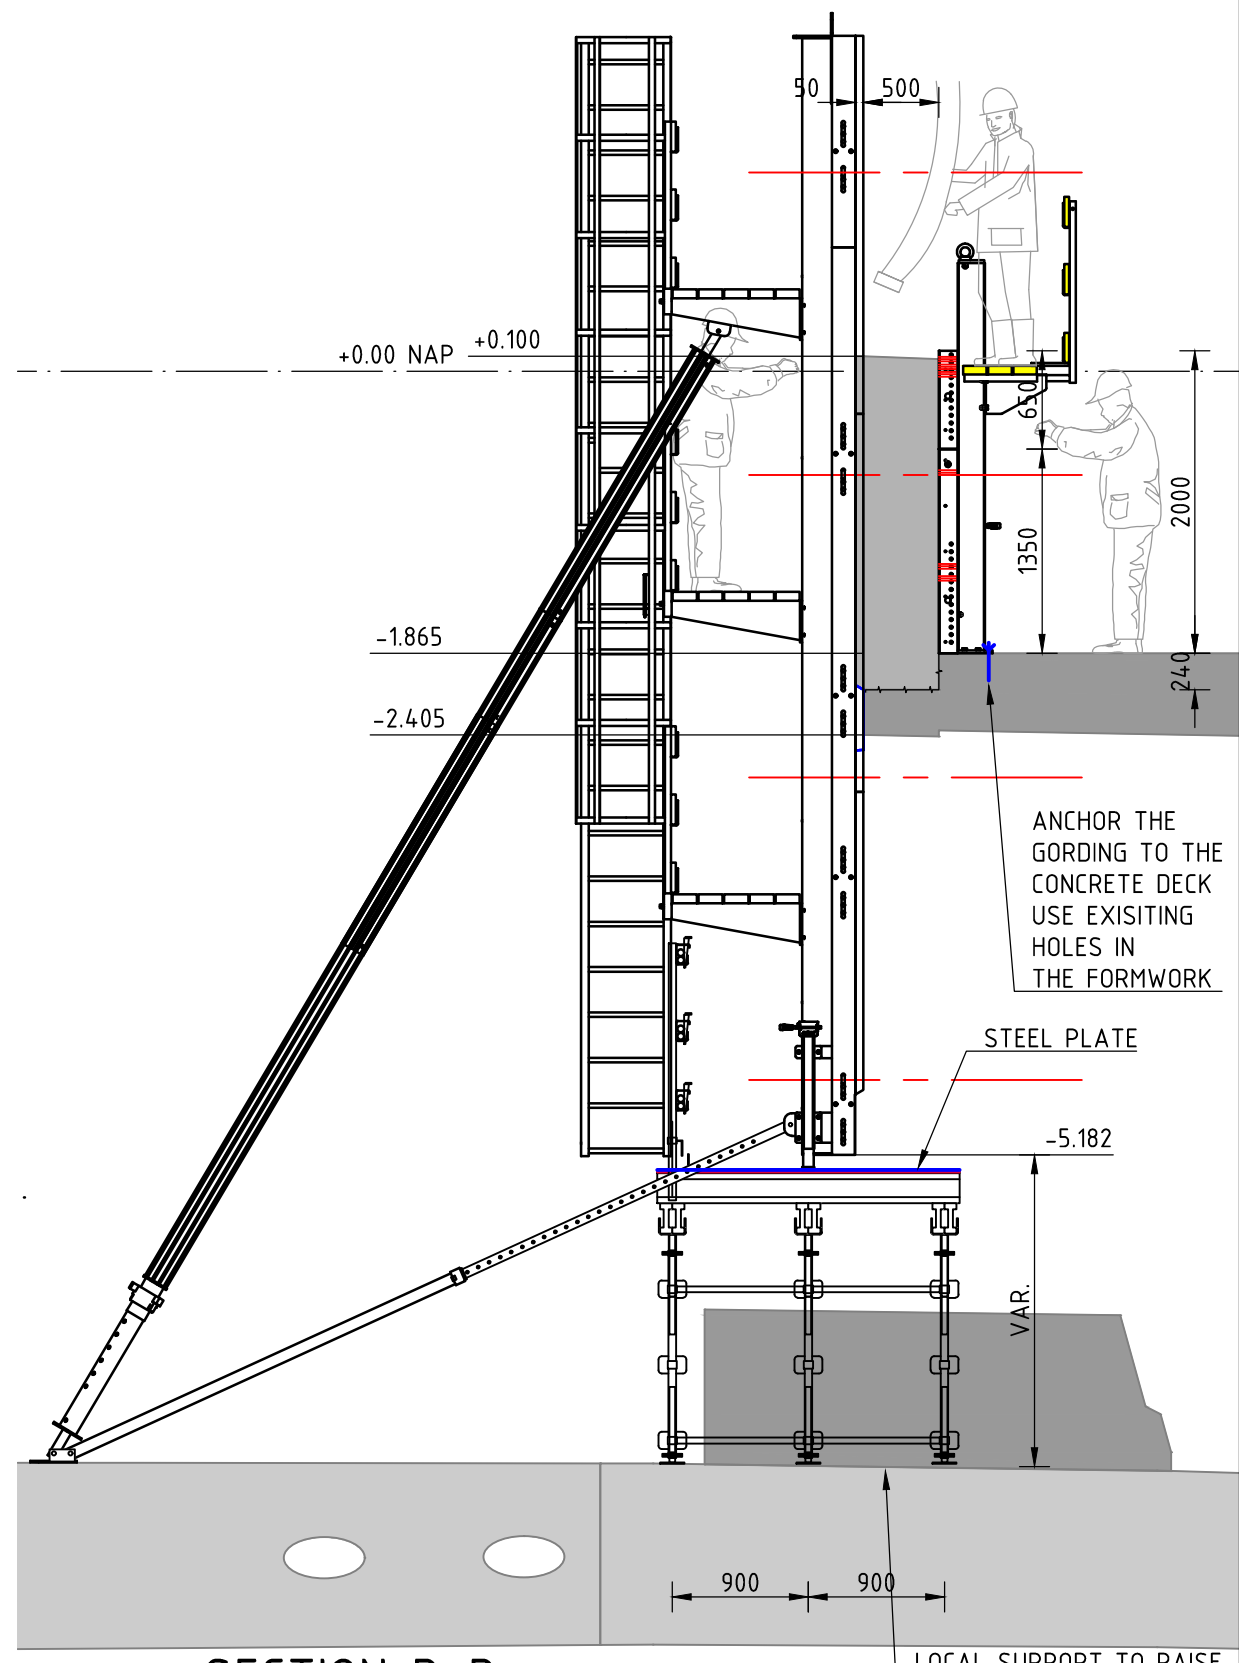 50
500
+0.00 NAP
+0.100
650
2000
1350
-1.865
240
-2.405
ANCHOR THE
GORDING TO THE
CONCRETE DECK
USE EXISITING
HOLES IN
THE FORMWORK
STEEL PLATE
-5.182
VAR.
900
900
LOCAL SUPPORT TO RAISE